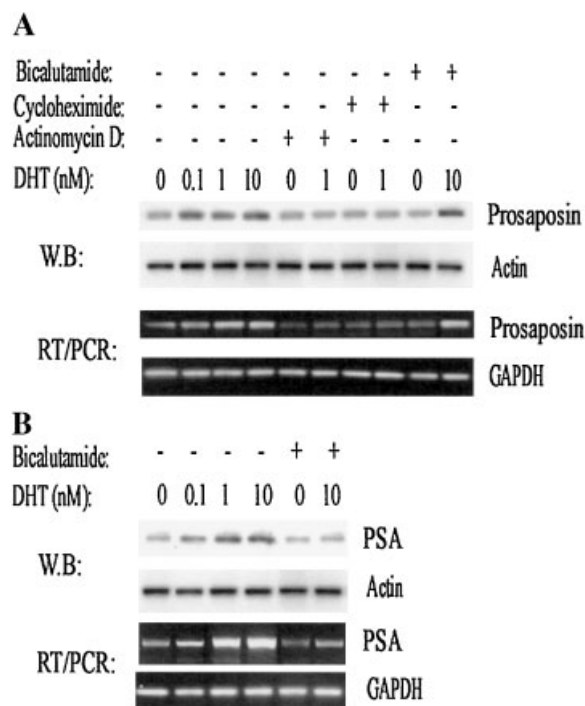 A
Bicalutamide: - - - - - - - - + +
Cycloheximide: - - - - - - + + - -
Actinomycin D: - - - - + + - - - -
DHT (nM): 0 0.1 1 10 0 1 0 1 0 10
Prosaposin
W.B:
Actin
Prosaposin
RT/PCR:
GAPDH
B
Bicalutamide: - - - - + +
DHT (nM): 0 0.1 1 10 0 10
PSA
W.B:
Actin
PSA
RT/PCR:
GAPDH